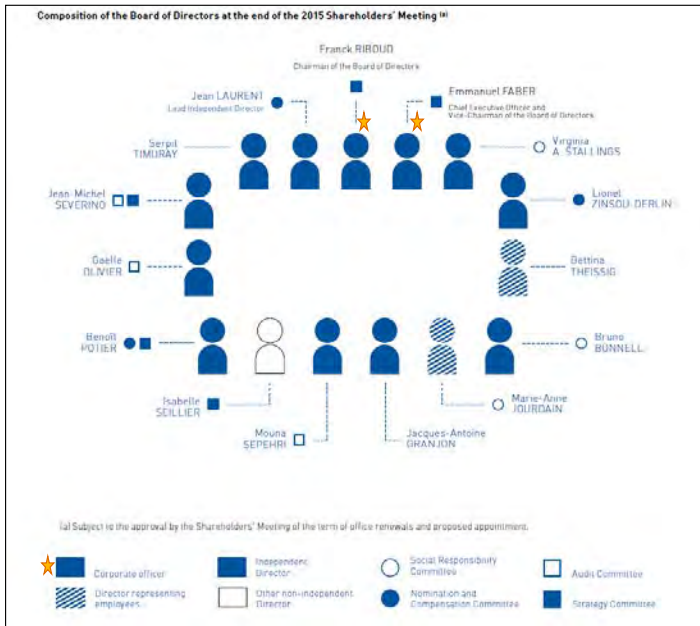 Composition of the Board of Directors at the end of the 2015 Shareholders' Meeting (a)
Franck RIBOUD
Chairman of the Board of Directors
Jean LAURENT
Lead Independent Director
Emmanuel FABER
Chief Executive Officer and
Vice-Chairman of the Board of Directors
Serpil
TIMURAY
Virginia
A. STALLINGS
Jean-Michel
SEVERINO
Lionel
ZINSOU-DERLIN
Gaëlle
OLIVIER
Bettina
THEISSIG
Benoît
POTIER
Bruno
BONNELL
Isabelle
SEILLIER
Marie-Anne
JOURDAIN
Mouna
SEPEHRI
Jacques-Antoine
GRANJON
(a) Subject to the approval by the Shareholders' Meeting of the term of office renewals and proposed appointment.
Corporate officer
Independent
Director
Social Responsibility
Committee
Audit Committee
Director representing
employees
Other non-independent
Director
Nomination and
Compensation Committee
Strategy Committee